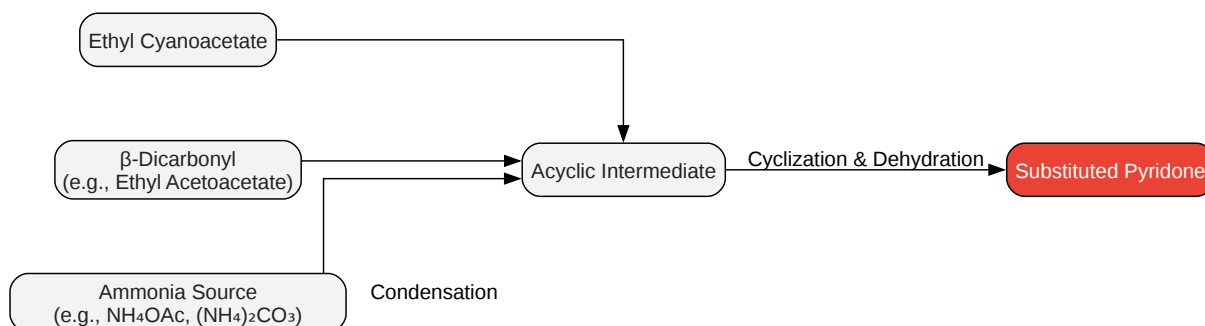 Ethyl Cyanoacetate
β-Dicarbonyl
(e.g., Ethyl Acetoacetate)
Acyclic Intermediate
Cyclization & Dehydration
Substituted Pyridone
Ammonia Source
(e.g., NH₄OAc, (NH₄)₂CO₃)
Condensation